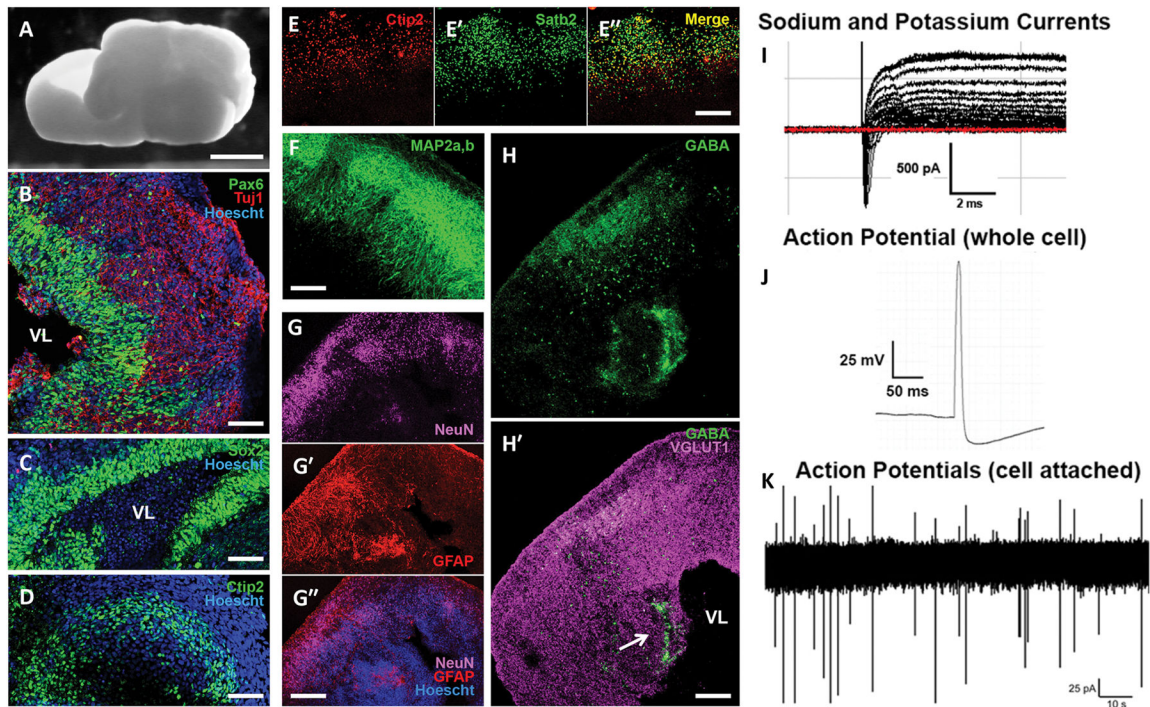 A
B
Pax6
Tuj1
Hoescht
VL
C
Sox2
Hoescht
VL
D
Ctip2
Hoescht
E
Ctip2
E′
Satb2
E″
Merge
F
MAP2a,b
G
NeuN
G′
GFAP
G″
NeuN
GFAP
Hoescht
H
GABA
H′
GABA
VGLUT1
VL
Sodium and Potassium Currents
I
500 pA
2 ms
Action Potential (whole cell)
J
25 mV
50 ms
Action Potentials (cell attached)
K
25 pA
10 s